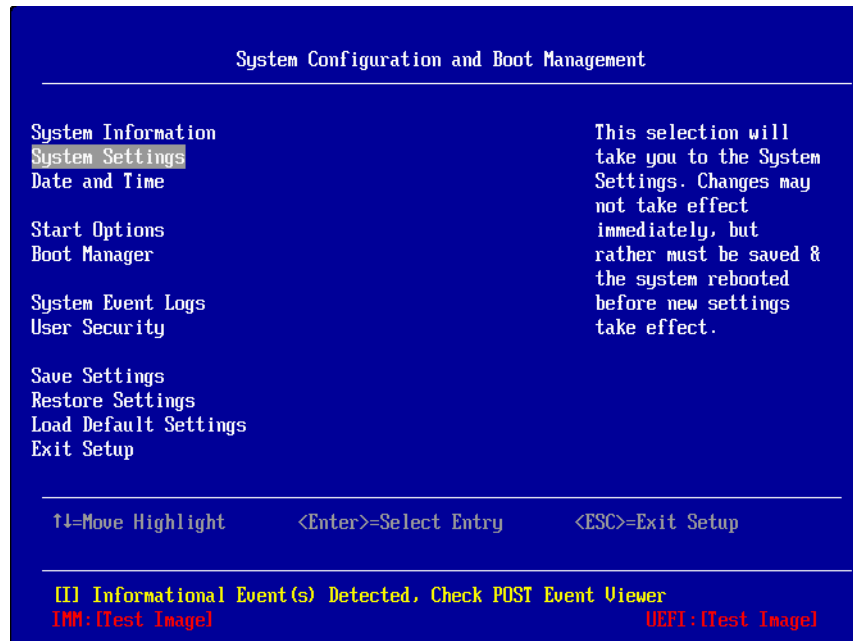 System Configuration and Boot Management
System Information
System Settings
Date and Time
Start Options
Boot Manager
System Event Logs
User Security
Save Settings
Restore Settings
Load Default Settings
Exit Setup
This selection will
take you to the System
Settings. Changes may
not take effect
immediately, but
rather must be saved &
the system rebooted
before new settings
take effect.
↑↓=Move Highlight <Enter>=Select Entry <ESC>=Exit Setup
[I] Informational Event(s) Detected, Check POST Event Viewer
IMM:[Test Image] UEFI:[Test Image]